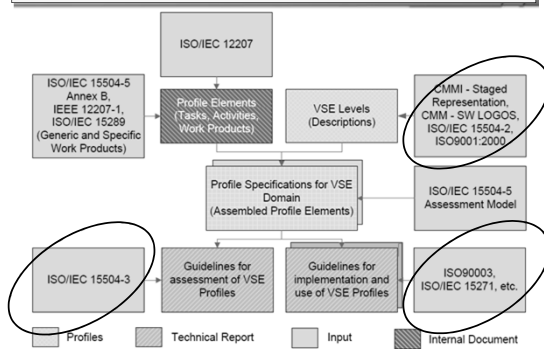 ISO/IEC 12207
ISO/IEC 15504-5
Annex B,
IEEE 12207-1,
ISO/IEC 15289
(Generic and Specific
Work Products)
Profile Elements
(Tasks, Activities,
Work Products)
VSE Levels
(Descriptions)
CMMI - Staged
Representation,
CMM - SW LOGOS,
ISO/IEC 15504-2,
ISO9001:2000
Profile Specifications for VSE
Domain
(Assembled Profile Elements)
ISO/IEC 15504-5
Assessment Model
ISO/IEC 15504-3
Guidelines for
assessment of VSE
Profiles
Guidelines for
implementation and
use of VSE Profiles
ISO90003,
ISO/IEC 15271, etc.
Profiles
Technical Report
Input
Internal Document